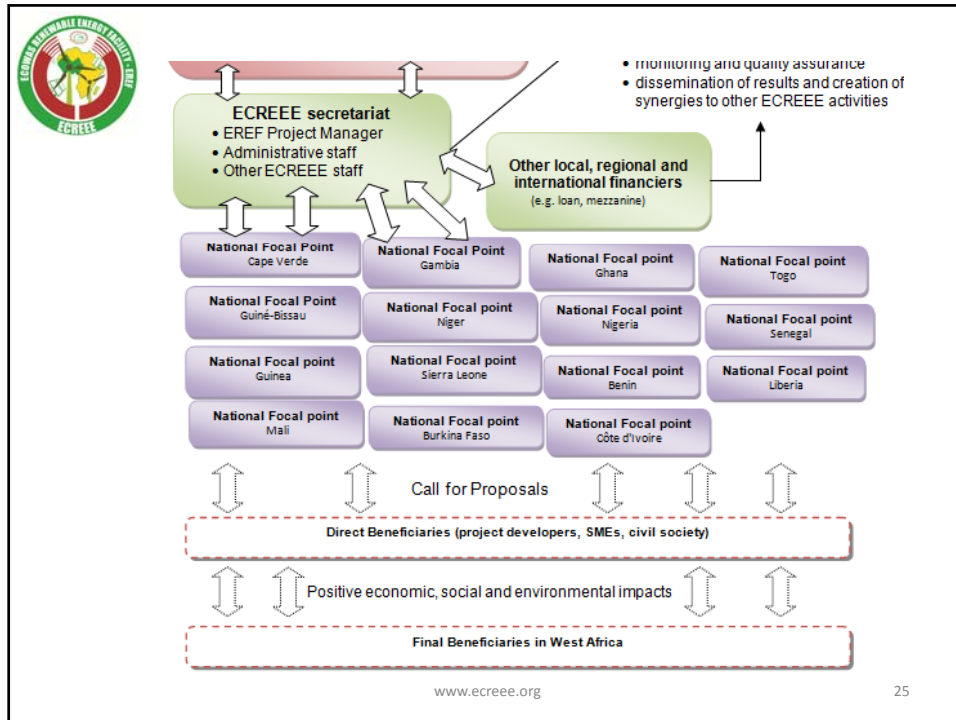 ECOWAS RENEWABLE ENERGY FACILITY - EREF
ECREEE
• monitoring and quality assurance
• dissemination of results and creation of
synergies to other ECREEE activities
ECREEE secretariat
• EREF Project Manager
• Administrative staff
• Other ECREEE staff
Other local, regional and
international financiers
(e.g. loan, mezzanine)
National Focal Point
Cape Verde
National Focal Point
Gambia
National Focal point
Ghana
National Focal point
Togo
National Focal Point
Guiné-Bissau
National Focal point
Niger
National Focal point
Nigeria
National Focal point
Senegal
National Focal point
Guinea
National Focal point
Sierra Leone
National Focal point
Benin
National Focal point
Liberia
National Focal point
Mali
National Focal point
Burkina Faso
National Focal point
Côte d'Ivoire
Call for Proposals
Direct Beneficiaries (project developers, SMEs, civil society)
Positive economic, social and environmental impacts
Final Beneficiaries in West Africa
www.ecreee.org
25